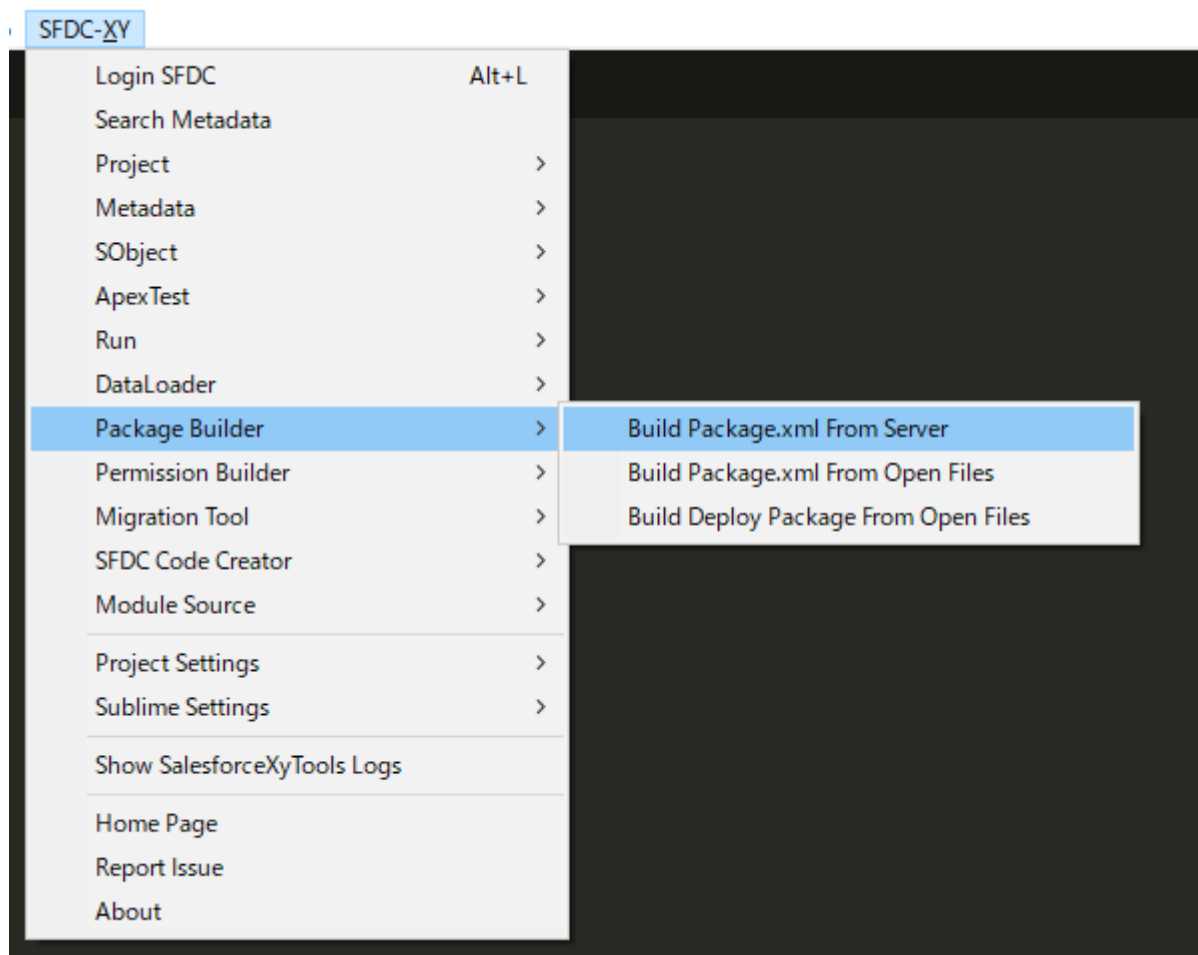 SFDC-XY
Login SFDC Alt+L
Search Metadata
Project
Metadata
SObject
ApexTest
Run
DataLoader
Package Builder
Build Package.xml From Server
Permission Builder
Build Package.xml From Open Files
Migration Tool
Build Deploy Package From Open Files
SFDC Code Creator
Module Source
Project Settings
Sublime Settings
Show SalesforceXyTools Logs
Home Page
Report Issue
About